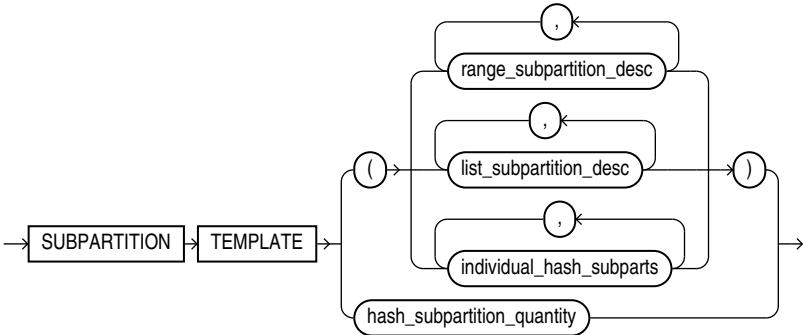 ,
range_subpartition_desc
,
( list_subpartition_desc )
SUBPARTITION TEMPLATE
,
individual_hash_subparts
hash_subpartition_quantity